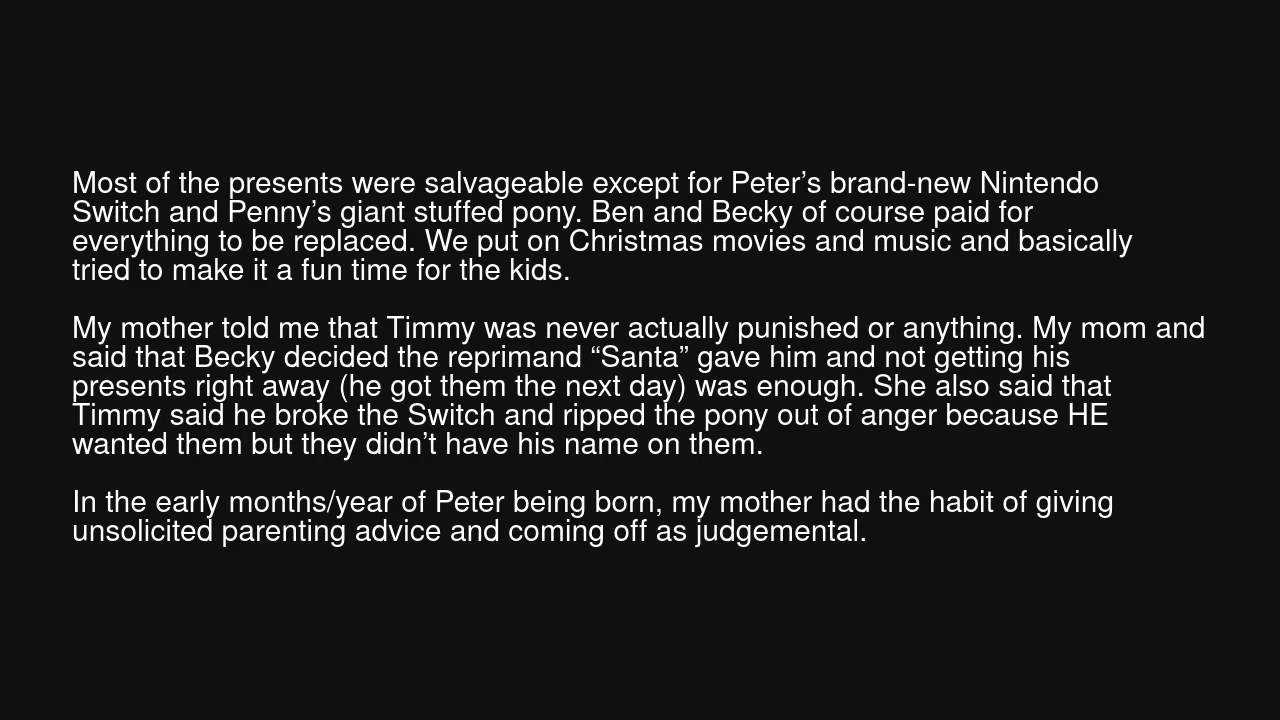 Most of the presents were salvageable except for Peter’s brand-new Nintendo
Switch and Penny’s giant stuffed pony. Ben and Becky of course paid for
everything to be replaced. We put on Christmas movies and music and basically
tried to make it a fun time for the kids.
My mother told me that Timmy was never actually punished or anything. My mom and
said that Becky decided the reprimand “Santa” gave him and not getting his
presents right away (he got them the next day) was enough. She also said that
Timmy said he broke the Switch and ripped the pony out of anger because HE
wanted them but they didn’t have his name on them.
In the early months/year of Peter being born, my mother had the habit of giving
unsolicited parenting advice and coming off as judgemental.